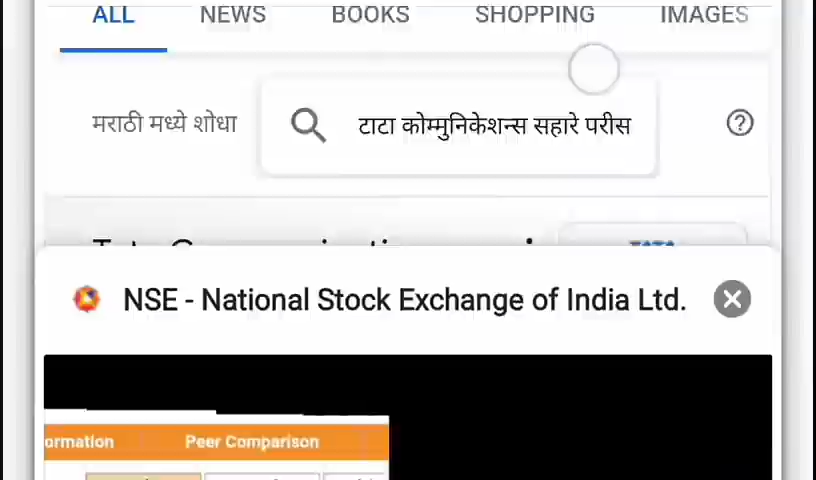 ALL NEWS BOOKS SHOPPING IMAGES
मराठी मध्ये शोधा टाटा कोम्मुनिकेशन्स सहारे परीस
TATA
NSE - National Stock Exchange of India Ltd.
ormation Peer Comparison